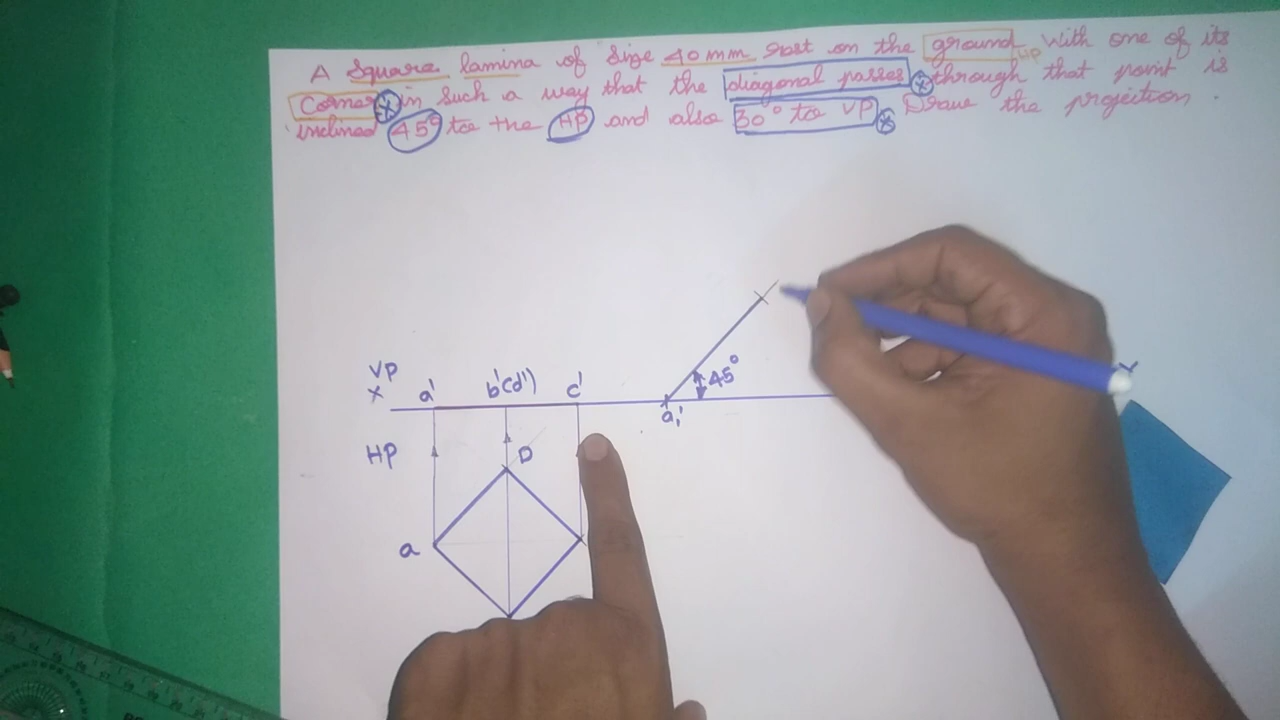 A Square lamina of size 40 mm rest on the ground with one of its
HP
Corner in such a way that the diagonal passes through that point is
inclined 45° to the HP and also 30° to VP. Draw the projection.
VP
X a' b'(d') c' 45° Y
a₁'
HP D
a